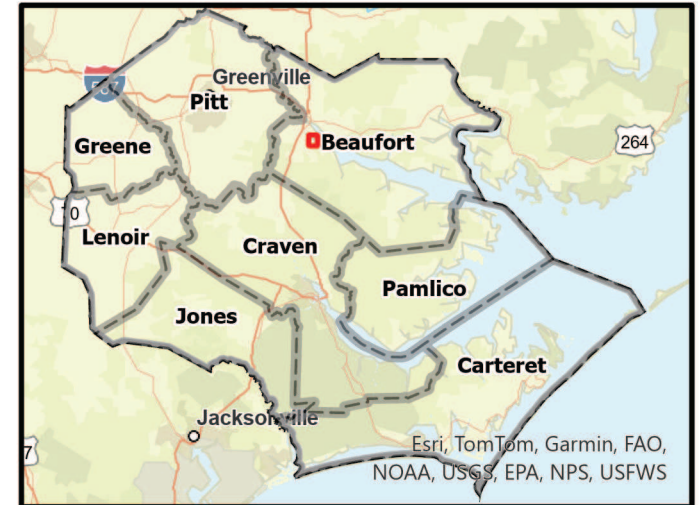 Greenville
Pitt
Greene
Beaufort
264
Lenoir
Craven
Pamlico
Jones
Carteret
Jacksonville
7
Esri, TomTom, Garmin, FAO,
NOAA, USGS, EPA, NPS, USFWS